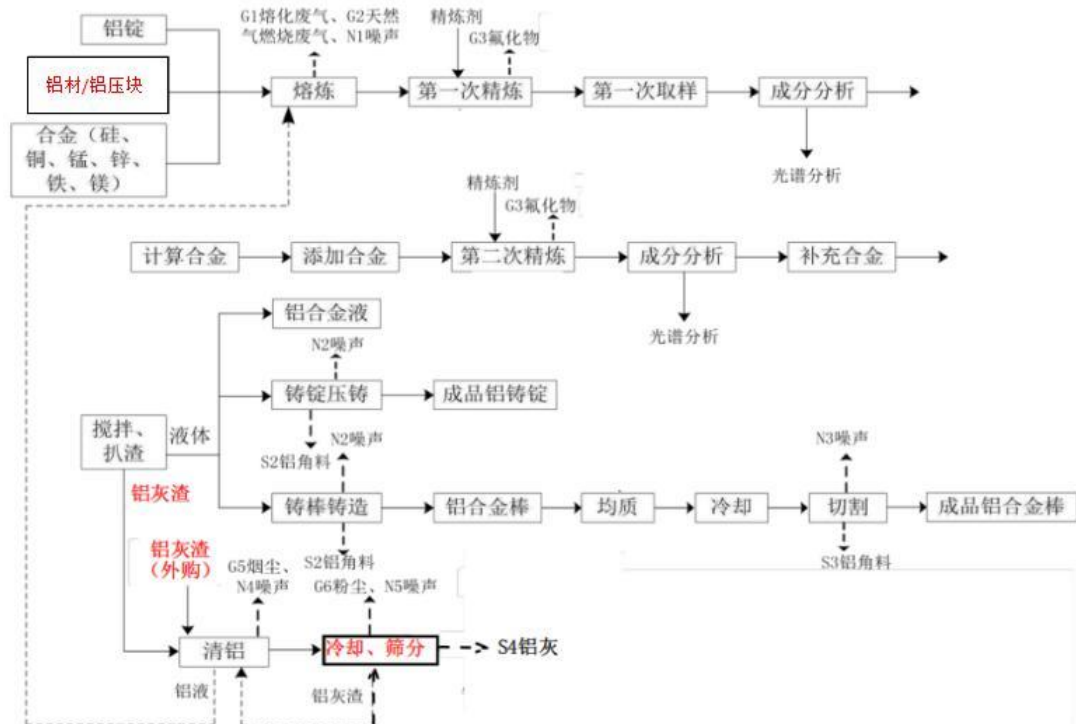 G1熔化废气、G2天然
气燃烧废气、N1噪声
精炼剂
G3氟化物
铝锭
铝材/铝压块
熔炼
第一次精炼
第一次取样
成分分析
合金（硅、
铜、锰、锌、
铁、镁）
光谱分析
精炼剂
G3氟化物
计算合金
添加合金
第二次精炼
成分分析
补充合金
光谱分析
铝合金液
N2噪声
铸锭压铸
成品铝铸锭
搅拌、
扒渣
液体
S2铝角料
N2噪声
N3噪声
铝灰渣
铸棒铸造
铝合金棒
均质
冷却
切割
成品铝合金棒
S2铝角料
S3铝角料
铝灰渣
（外购）
G5烟尘、
N4噪声
G6粉尘、N5噪声
清铝
冷却、筛分
S4铝灰
铝液
铝灰渣